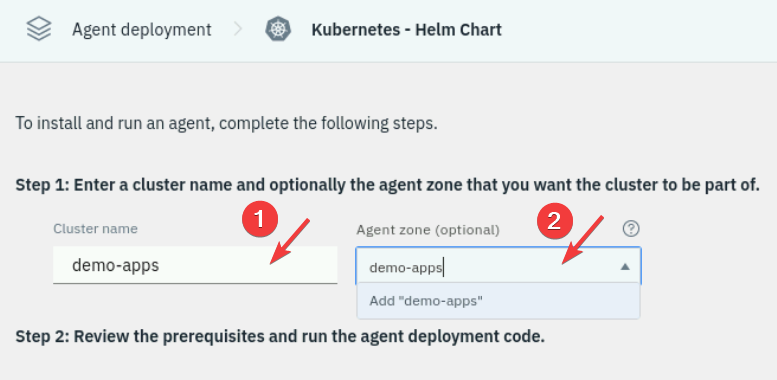 Agent deployment > Kubernetes - Helm Chart
To install and run an agent, complete the following steps.
Step 1: Enter a cluster name and optionally the agent zone that you want the cluster to be part of.
Cluster name 1 Agent zone (optional) 2 ?
demo-apps demo-apps
Add "demo-apps"
Step 2: Review the prerequisites and run the agent deployment code.